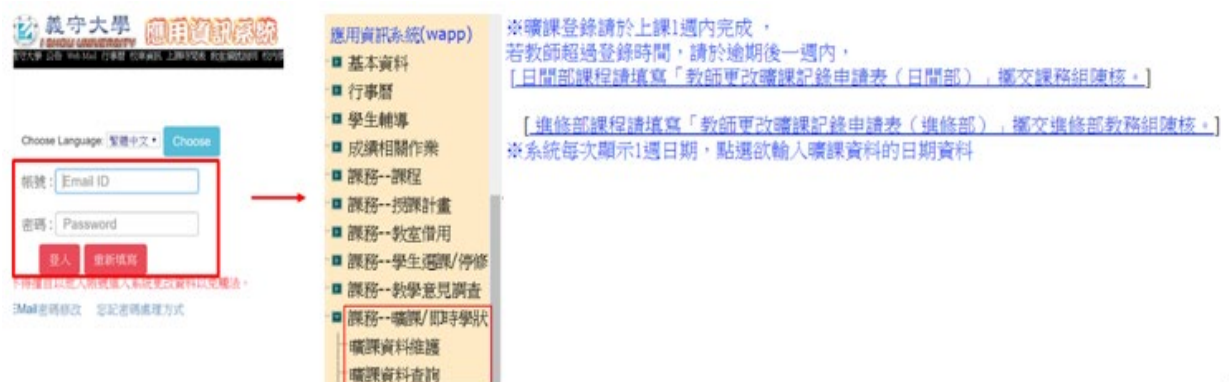 義守大學 應用資訊系統
I-SHOU UNIVERSITY
Choose Language: 繁體中文 Choose
帳號: Email ID
密碼: Password
登入 重新填寫
EMail密碼修改 忘記密碼處理方式
應用資訊系統(wapp)
基本資料
行事曆
學生輔導
成績相關作業
課務--課程
課務--授課計畫
課務--教室借用
課務--學生選課/停修
課務--教學意見調查
課務--曠課/即時學狀
曠課資料維護
曠課資料查詢
※曠課登錄請於上課1週內完成，
若教師超過登錄時間，請於逾期後一週內，
[日間部課程請填寫「教師更改曠課記錄申請表（日間部）」擲交課務組陳核。]
[進修部課程請填寫「教師更改曠課記錄申請表（進修部）」擲交進修部教務組陳核。]
※系統每次顯示1週日期，點選欲輸入曠課資料的日期資料